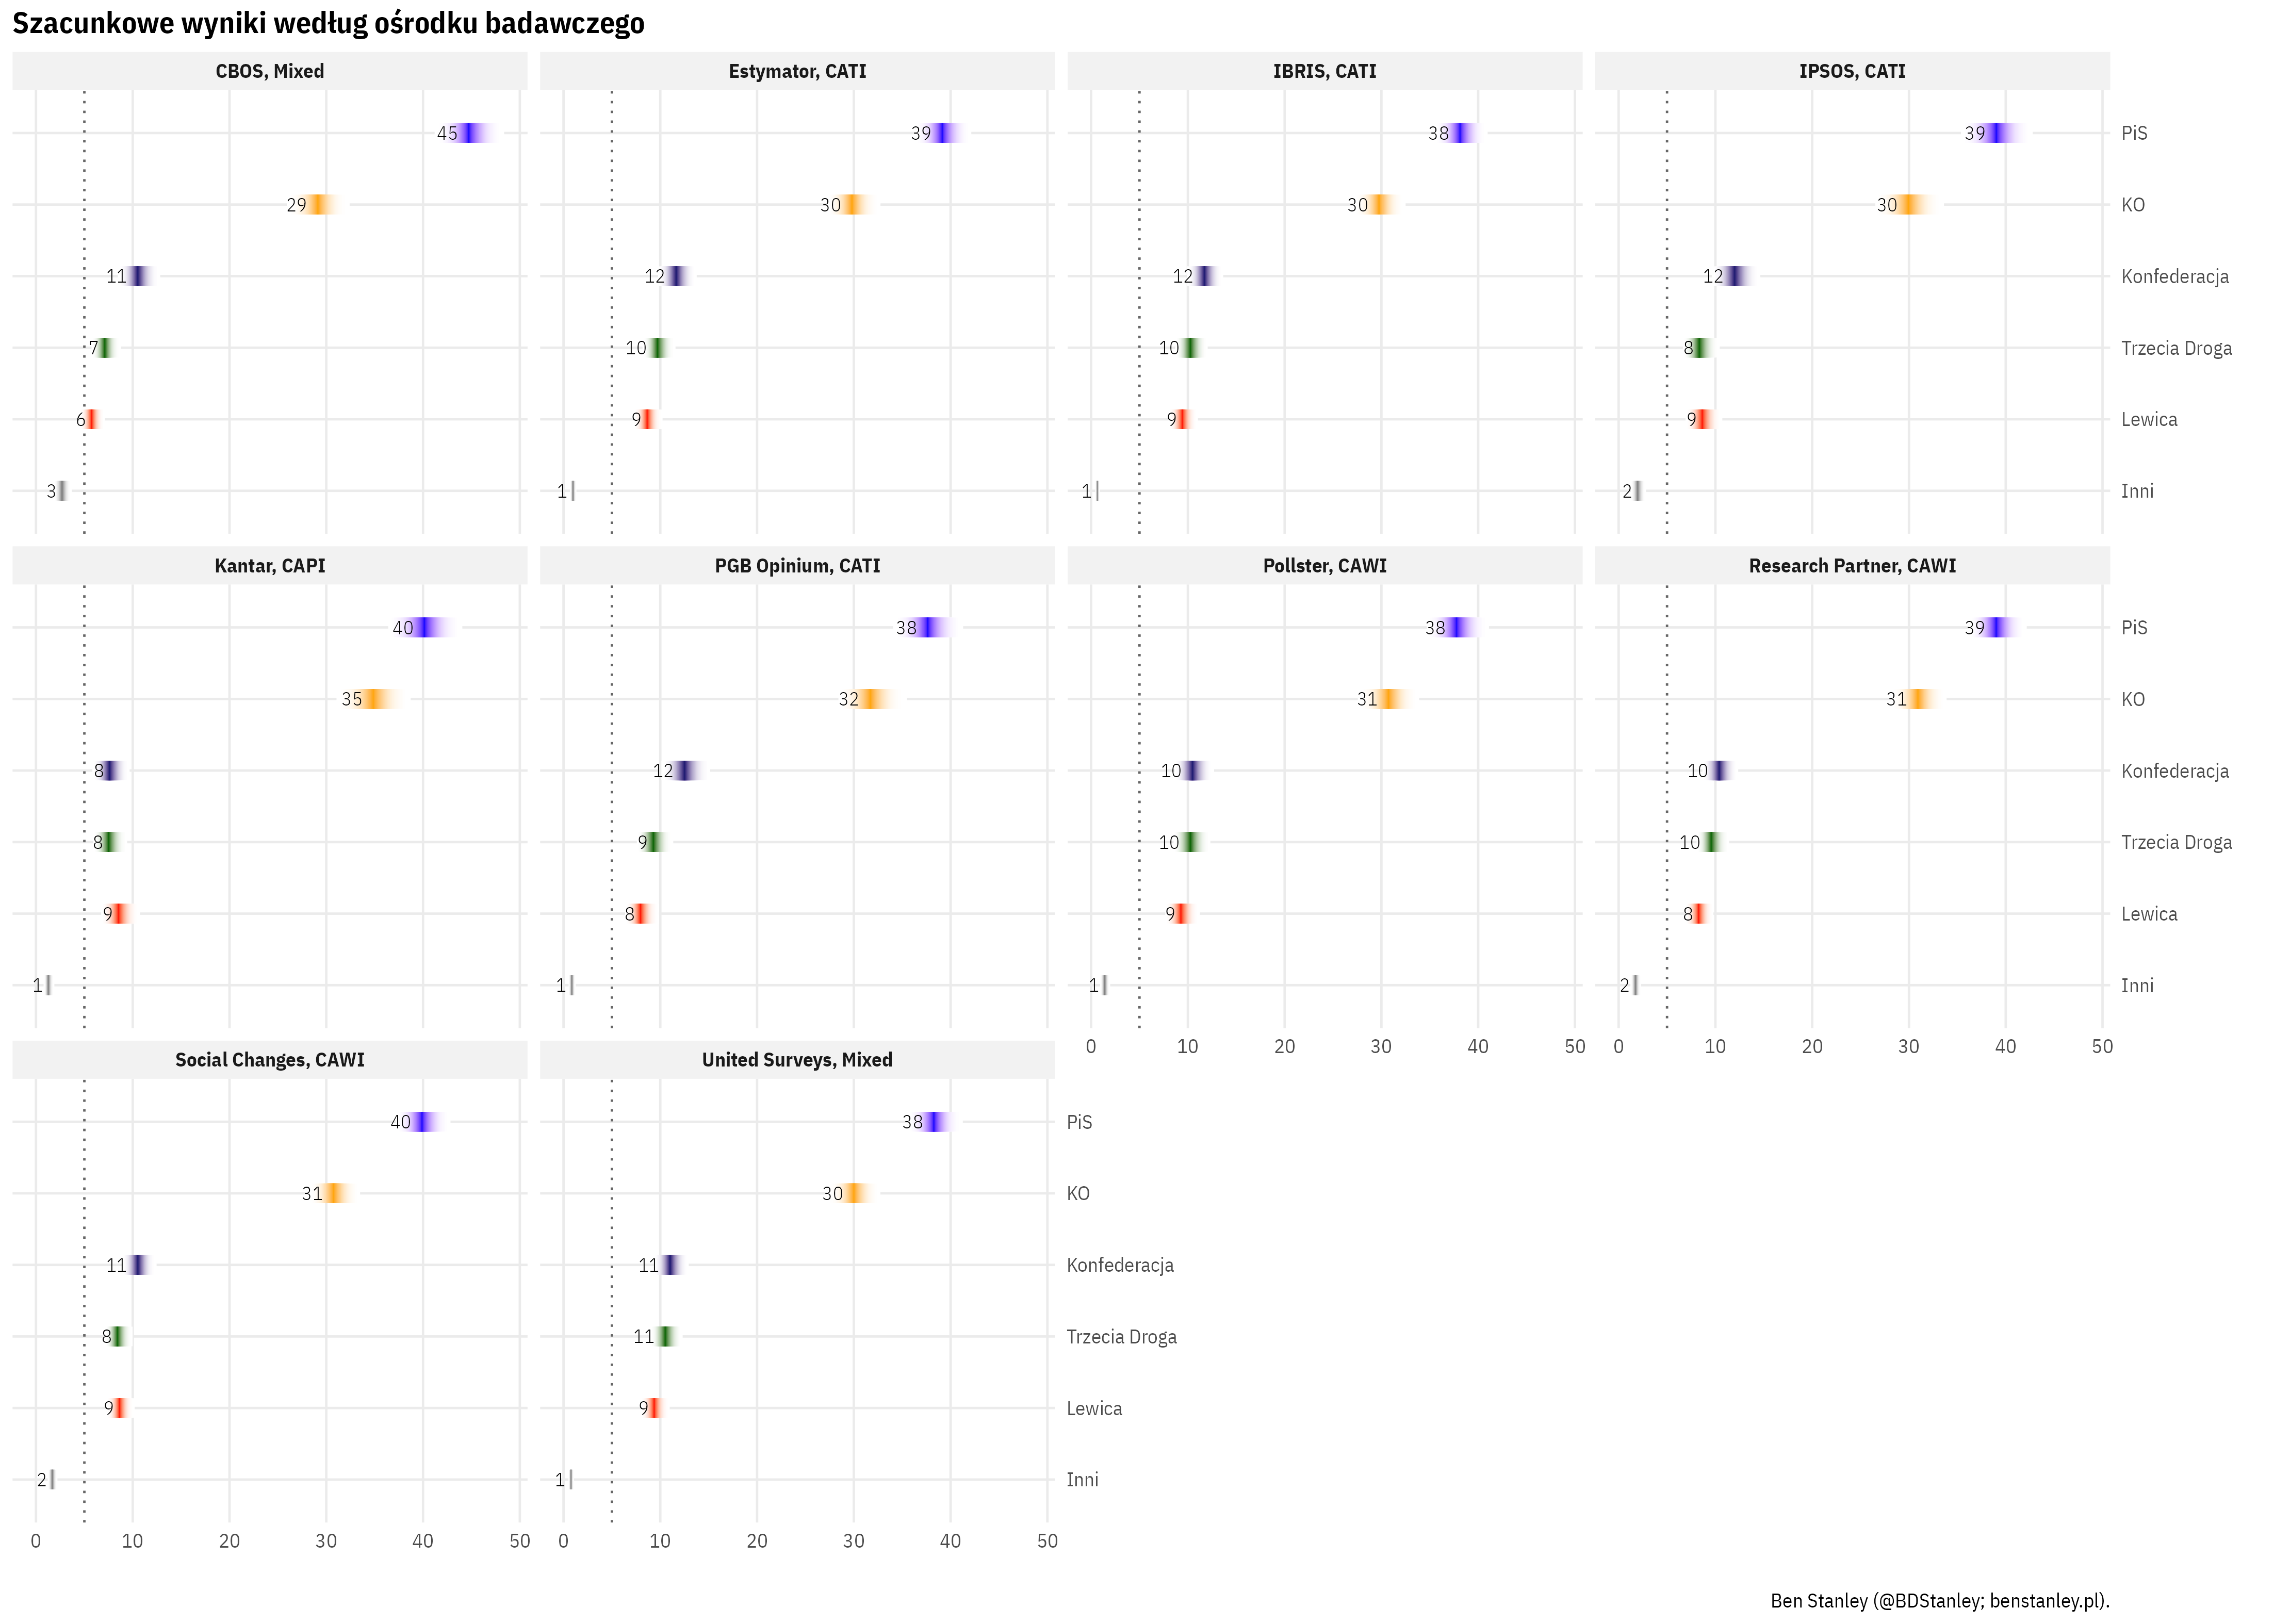 Szacunkowe wyniki według ośrodku badawczego
CBOS, Mixed
Estymator, CATI
IBRIS, CATI
IPSOS, CATI
45
39
38
39
PiS
29
30
30
30
KO
11
12
12
12
Konfederacja
7
10
10
8
Trzecia Droga
6
9
9
9
Lewica
3
1
1
2
Inni
Kantar, CAPI
PGB Opinium, CATI
Pollster, CAWI
Research Partner, CAWI
40
38
38
39
PiS
35
32
31
31
KO
8
12
10
10
Konfederacja
8
9
10
10
Trzecia Droga
9
8
9
8
Lewica
1
1
1
2
Inni
0 10 20 30 40 50
0 10 20 30 40 50
Social Changes, CAWI
United Surveys, Mixed
40
38
PiS
31
30
KO
11
11
Konfederacja
8
11
Trzecia Droga
9
9
Lewica
2
1
Inni
0 10 20 30 40 50
0 10 20 30 40 50
Ben Stanley (@BDStanley; benstanley.pl).